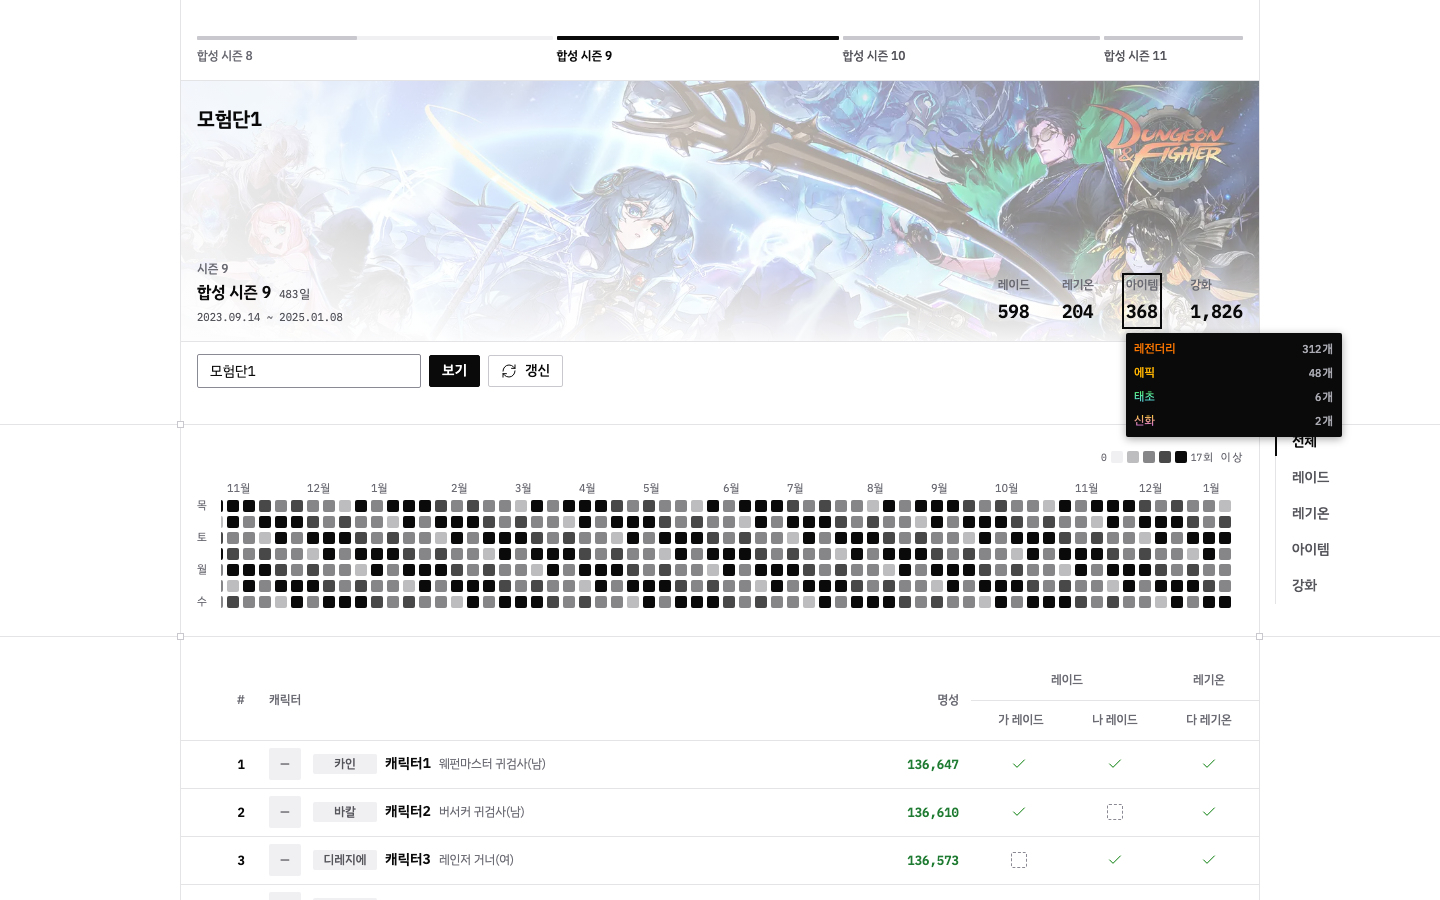 합성 시즌 8
합성 시즌 9
합성 시즌 10
합성 시즌 11
모험단1
DUNGEON
& FIGHTER
시즌 9
합성 시즌 9 483일
2023.09.14 ~ 2025.01.08
레이드 레기온 아이템 강화
598 204 368 1,826
레전더리 312개
에픽 48개
태초 6개
신화 2개
모험단1 보기 갱신
전체
레이드
레기온
아이템
강화
0 17회 이상
11월 12월 1월 2월 3월 4월 5월 6월 7월 8월 9월 10월 11월 12월 1월
목
토
월
수
# 캐릭터 명성 레이드 레기온
가 레이드 나 레이드 다 레기온
1 카인 캐릭터1 웨펀마스터 귀검사(남) 136,647
2 바칼 캐릭터2 버서커 귀검사(남) 136,610
3 디레지에 캐릭터3 레인저 거너(여) 136,573